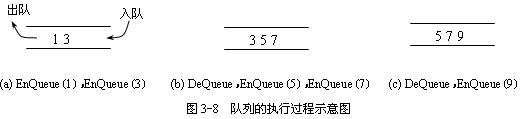 出队 入队
1 3 3 5 7 5 7 9
(a) EnQueue (1) ,EnQueue (3) (b) DeQueue ,EnQueue (5) ,EnQueue (7) (c) DeQueue ,EnQueue (9)
图 3-8 队列的执行过程示意图